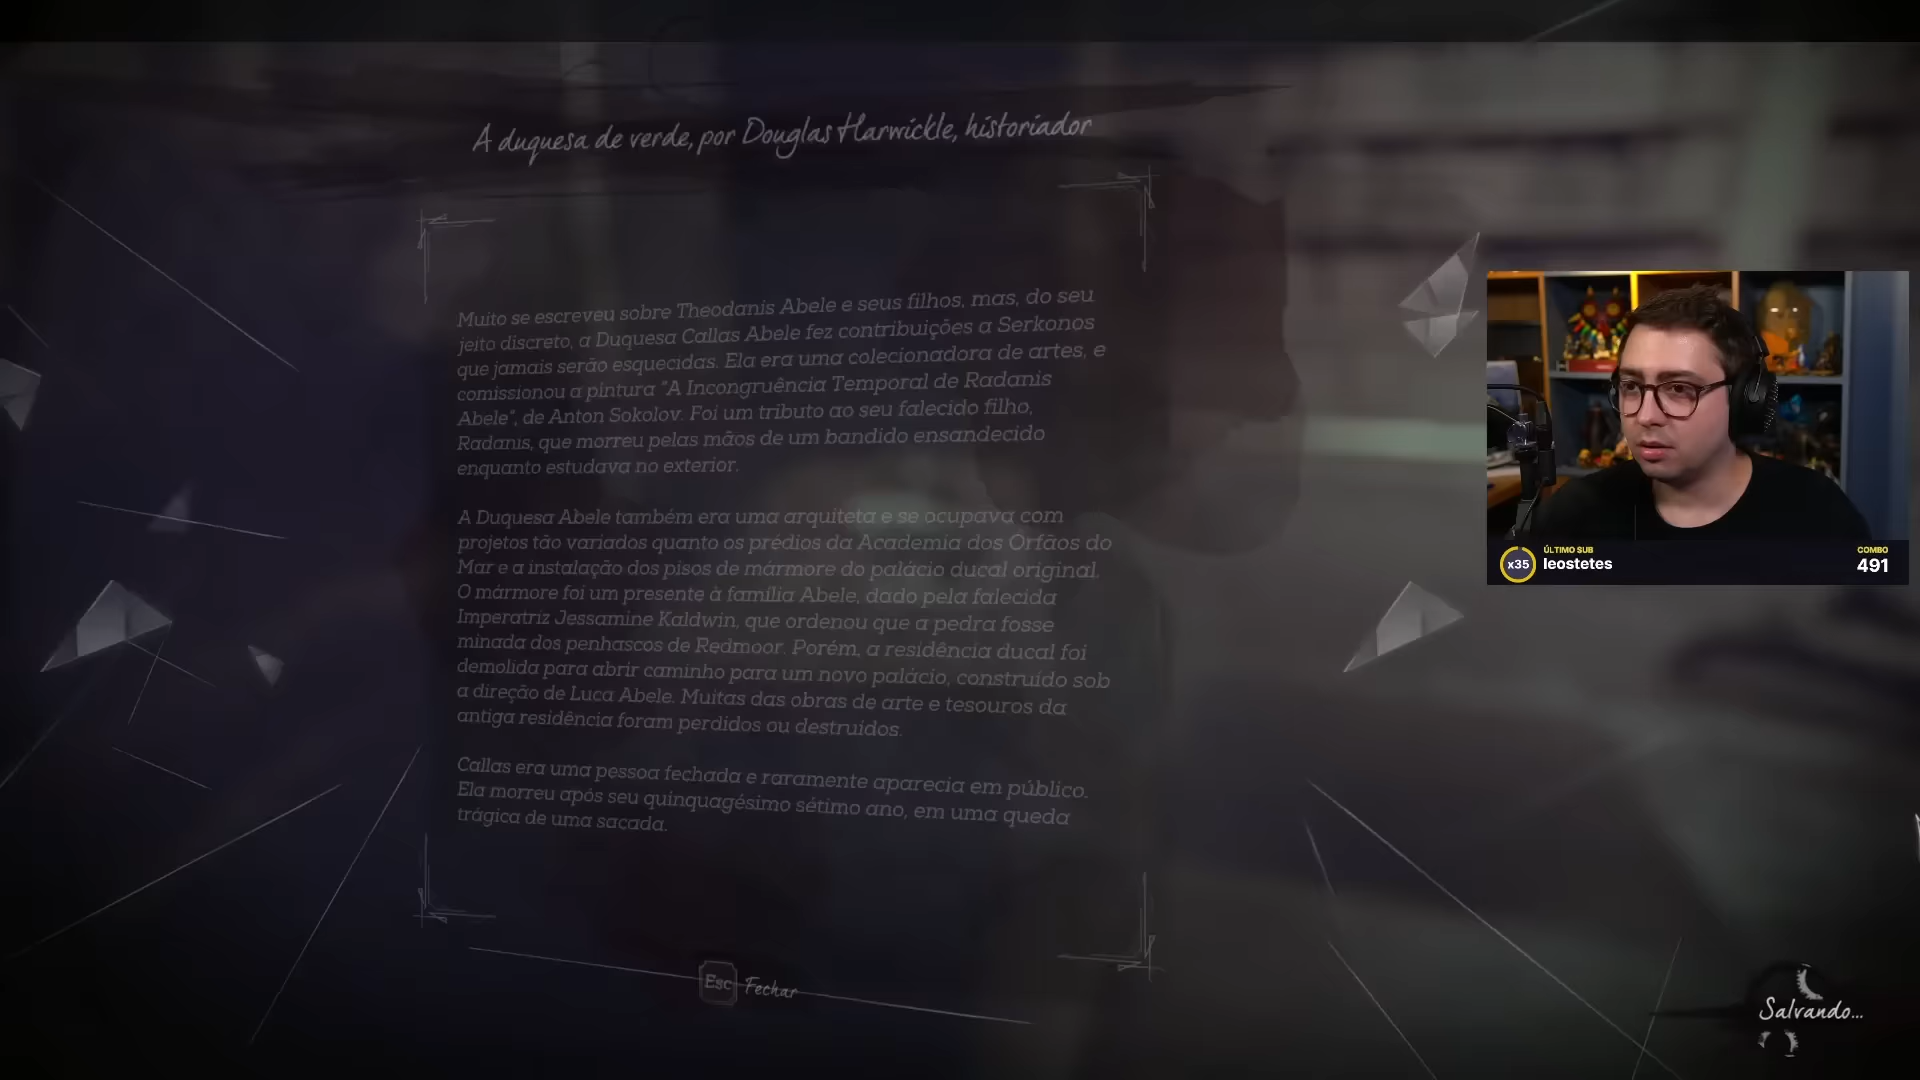 A duquesa de verde, por Douglas Harwickle, historiador
Muito se escreveu sobre Theodanis Abele e seus filhos, mas, do seu
jeito discreto, a Duquesa Callas Abele fez contribuições a Serkonos
que jamais serão esquecidas. Ela era uma colecionadora de artes, e
comissionou a pintura "A Incongruência Temporal de Radanis
Abele", de Anton Sokolov. Foi um tributo ao seu falecido filho,
Radanis, que morreu pelas mãos de um bandido ensandecido
enquanto estudava no exterior.
A Duquesa Abele também era uma arquiteta e se ocupava com
projetos tão variados quanto os prédios da Academia dos Órfãos do
Mar e a instalação dos pisos de mármore do palácio ducal original.
O mármore foi um presente à família Abele, dado pela falecida
Imperatriz Jessamine Kaldwin, que ordenou que a pedra fosse
minada dos penhascos de Redmoor. Porém, a residência ducal foi
demolida para abrir caminho para um novo palácio, construído sob
a direção de Luca Abele. Muitas das obras de arte e tesouros da
antiga residência foram perdidos ou destruídos.
Callas era uma pessoa fechada e raramente aparecia em público.
Ela morreu após seu quinquagésimo sétimo ano, em uma queda
trágica de uma sacada.
Esc Fechar
x35
ÚLTIMO SUB
leostetes
COMBO
491
Salvando...